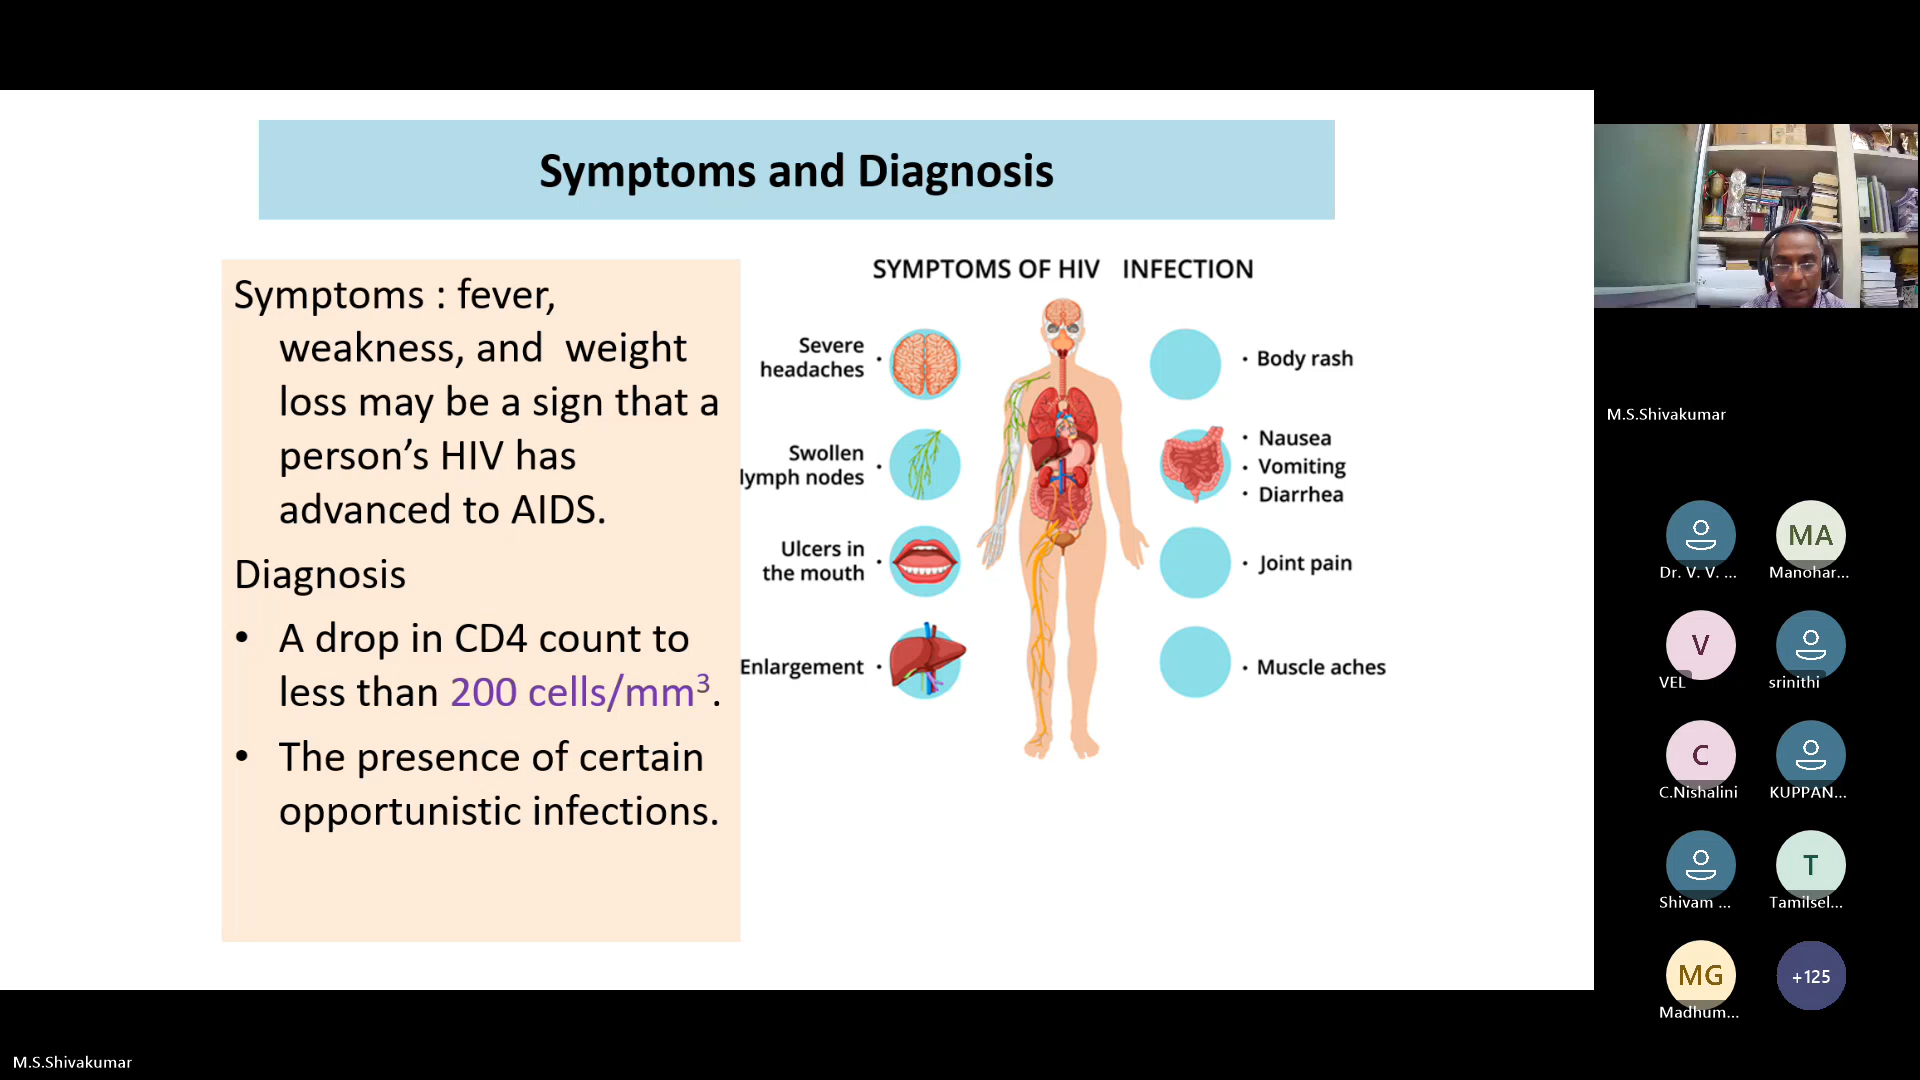 Symptoms and Diagnosis
Symptoms : fever,
weakness, and weight
loss may be a sign that a
person’s HIV has
advanced to AIDS.
Diagnosis
• A drop in CD4 count to
less than 200 cells/mm³.
• The presence of certain
opportunistic infections.
SYMPTOMS OF HIV INFECTION
Severe
headaches
Swollen
lymph nodes
Ulcers in
the mouth
Enlargement
• Body rash
• Nausea
• Vomiting
• Diarrhea
• Joint pain
• Muscle aches
M.S.Shivakumar
Dr. V. V. ...
MA
Manohar...
V
VEL
srinithi
C
C.Nishalini
KUPPAN...
Shivam ...
T
Tamilsel...
MG
Madhum...
+125
M.S.Shivakumar